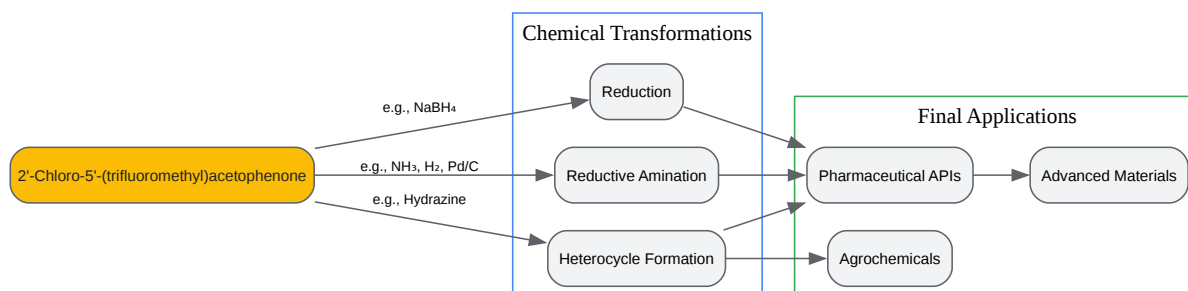 Chemical Transformations
Reduction
e.g., NaBH₄
Final Applications
2'-Chloro-5'-(trifluoromethyl)acetophenone
e.g., NH₃, H₂, Pd/C
Reductive Amination
Pharmaceutical APIs
Advanced Materials
e.g., Hydrazine
Heterocycle Formation
Agrochemicals